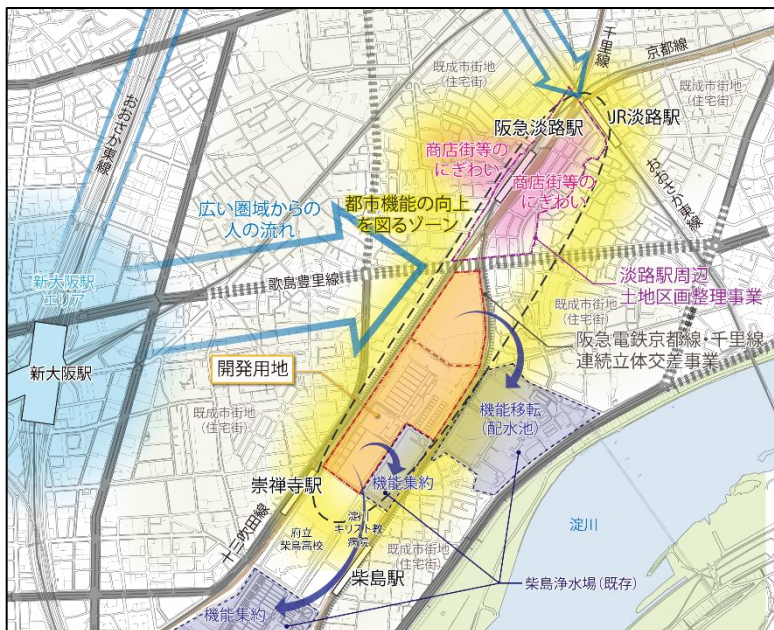 千里線
京都線
既成市街地
(住宅街)
既成市街地
(住宅街)
おおさか東線
阪急淡路駅
JR淡路駅
商店街等の
にぎわい
商店街等の
にぎわい
おおさか東線
広い圏域からの
人の流れ
都市機能の向上
を図るゾーン
新大阪駅
エリア
歌島豊里線
淡路駅周辺
土地区画整理事業
既成市街地
(住宅街)
阪急電鉄京都線・千里線
連続立体交差事業
新大阪駅
開発用地
既成市街地
(住宅街)
機能移転
(配水池)
崇禅寺駅
機能集約
淀川
キリスト教
病院
府立
柴島高校
十三吹田線
既成市街地
(住宅街)
淀川
柴島駅
柴島浄水場(既存)
機能集約